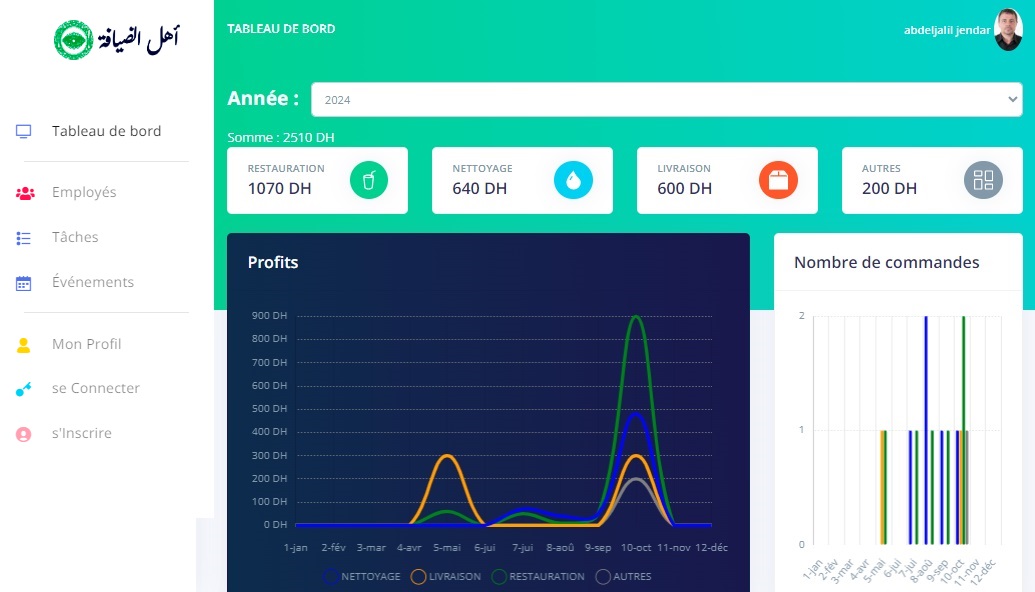 أهل الضيافة
TABLEAU DE BORD
abdeljalil jendar
Tableau de bord
Employés
Tâches
Événements
Mon Profil
se Connecter
s'Inscrire
Année :
2024
Somme : 2510 DH
RESTAURATION
1070 DH
NETTOYAGE
640 DH
LIVRAISON
600 DH
AUTRES
200 DH
Profits
900 DH
800 DH
700 DH
600 DH
500 DH
400 DH
300 DH
200 DH
100 DH
0 DH
1-jan 2-fév 3-mar 4-avr 5-mai 6-jui 7-jui 8-aoû 9-sep 10-oct 11-nov 12-déc
NETTOYAGE LIVRAISON RESTAURATION AUTRES
Nombre de commandes
2
1
0
1-jan 2-fév 3-mar 4-avr 5-mai 6-jui 7-jui 8-aoû 9-sep 10-oct 11-nov 12-déc